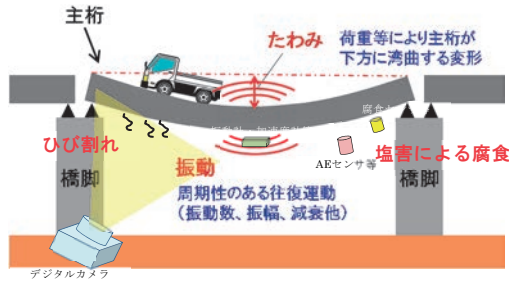 主桁
たわみ
荷重等により主桁が
下方に湾曲する変形
ひび割れ
振動
AEセンサ等
塩害による腐食
橋脚
周期性のある往復運動
(振動数、振幅、減衰他)
橋脚
デジタルカメラ